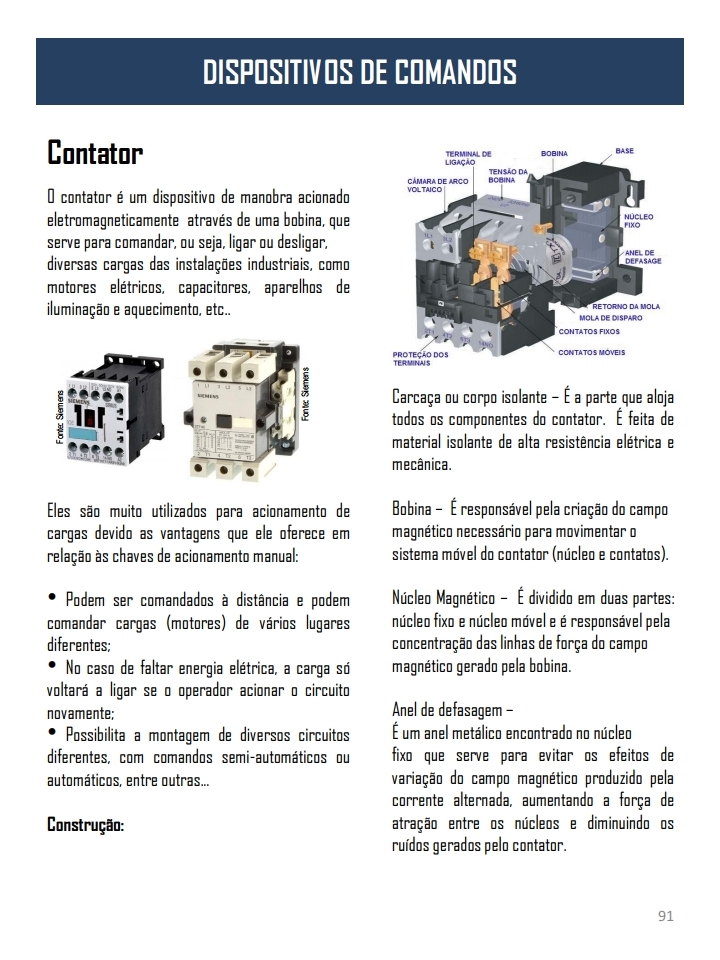 DISPOSITIVOS DE COMANDOS
Contator
O contator é um dispositivo de manobra acionado
eletromagneticamente através de uma bobina, que
serve para comandar, ou seja, ligar ou desligar,
diversas cargas das instalações industriais, como
motores elétricos, capacitores, aparelhos de
iluminação e aquecimento, etc..
Fonte: Siemens
SIEMENS
Fonte: Siemens
SIEMENS
Eles são muito utilizados para acionamento de
cargas devido as vantagens que ele oferece em
relação às chaves de acionamento manual:
• Podem ser comandados à distância e podem
comandar cargas (motores) de vários lugares
diferentes;
• No caso de faltar energia elétrica, a carga só
voltará a ligar se o operador acionar o circuito
novamente;
• Possibilita a montagem de diversos circuitos
diferentes, com comandos semi-automáticos ou
automáticos, entre outras...
Construção:
TERMINAL DE
LIGAÇÃO
BOBINA
BASE
TENSÃO DA
BOBINA
CÂMARA DE ARCO
VOLTAICO
NÚCLEO
FIXO
ANEL DE
DEFASAGE
RETORNO DA MOLA
MOLA DE DISPARO
CONTATOS FIXOS
CONTATOS MÓVEIS
PROTEÇÃO DOS
TERMINAIS
Carcaça ou corpo isolante – É a parte que aloja
todos os componentes do contator. É feita de
material isolante de alta resistência elétrica e
mecânica.
Bobina – É responsável pela criação do campo
magnético necessário para movimentar o
sistema móvel do contator (núcleo e contatos).
Núcleo Magnético – É dividido em duas partes:
núcleo fixo e núcleo móvel e é responsável pela
concentração das linhas de força do campo
magnético gerado pela bobina.
Anel de defasagem –
É um anel metálico encontrado no núcleo
fixo que serve para evitar os efeitos de
variação do campo magnético produzido pela
corrente alternada, aumentando a força de
atração entre os núcleos e diminuindo os
ruídos gerados pelo contator.
91